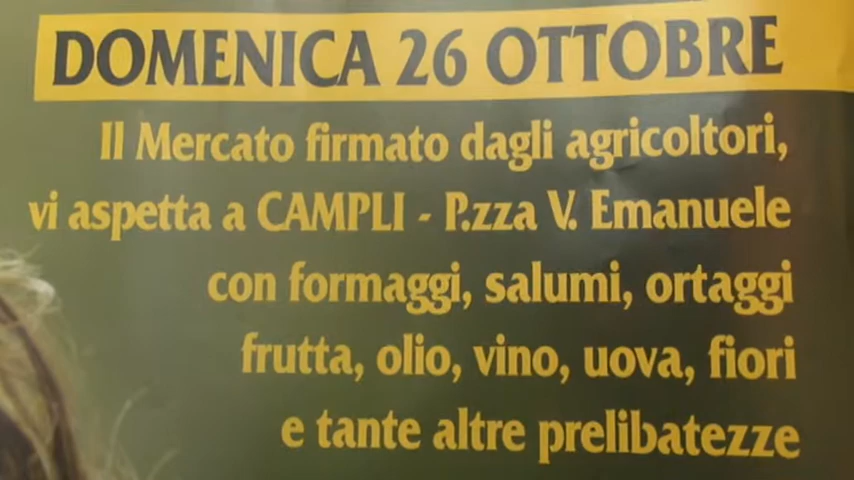 DOMENICA 26 OTTOBRE
Il Mercato firmato dagli agricoltori,
vi aspetta a CAMPLI - P.zza V. Emanuele
con formaggi, salumi, ortaggi
frutta, olio, vino, uova, fiori
e tante altre prelibatezze